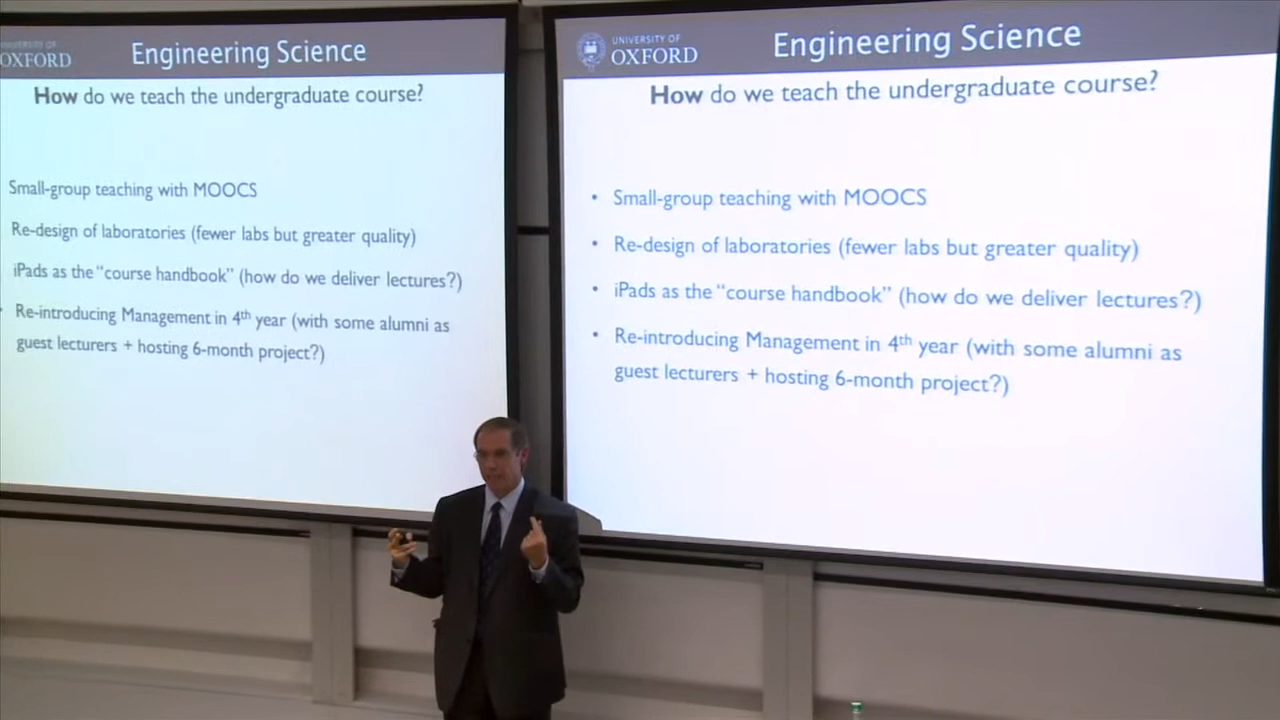 UNIVERSITY OF
OXFORD
Engineering Science
How do we teach the undergraduate course?
Small-group teaching with MOOCS
Re-design of laboratories (fewer labs but greater quality)
iPads as the “course handbook” (how do we deliver lectures?)
• Re-introducing Management in 4th year (with some alumni as
guest lecturers + hosting 6-month project?)
UNIVERSITY OF
OXFORD
Engineering Science
How do we teach the undergraduate course?
• Small-group teaching with MOOCS
• Re-design of laboratories (fewer labs but greater quality)
• iPads as the “course handbook” (how do we deliver lectures?)
• Re-introducing Management in 4th year (with some alumni as
guest lecturers + hosting 6-month project?)